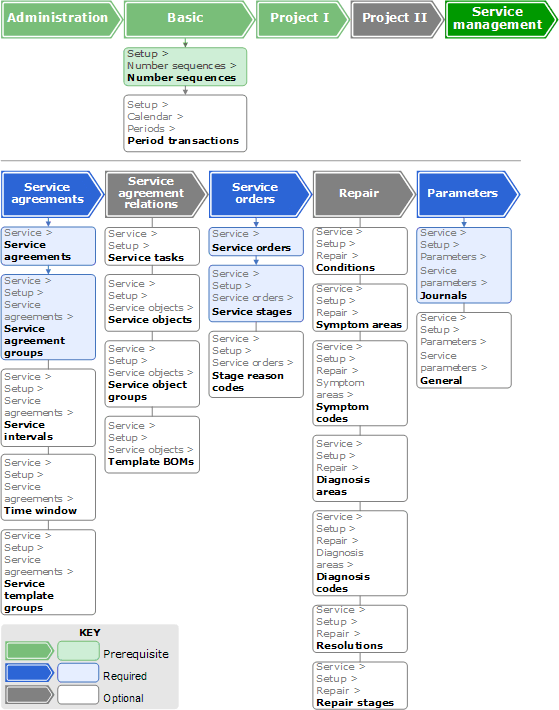 Administration
Basic
Project I
Project II
Service
management
Setup >
Number sequences >
Number sequences
Setup >
Calendar >
Periods >
Period transactions
Service
agreements
Service >
Service
agreements
Service >
Setup >
Service
agreements >
Service
agreement
groups
Service >
Setup >
Service
agreements >
Service
intervals
Service >
Setup >
Service
agreements >
Time window
Service >
Setup >
Service
agreements >
Service
template
groups
Service
agreement
relations
Service >
Setup >
Service tasks
Service >
Setup >
Service objects >
Service objects
Service >
Setup >
Service objects >
Service object
groups
Service >
Setup >
Service objects >
Template BOMs
Service
orders
Service >
Service orders
Service >
Setup >
Service orders >
Service stages
Service >
Setup >
Service orders >
Stage reason
codes
Repair
Service >
Setup >
Repair >
Conditions
Service >
Setup >
Repair >
Symptom areas
Service >
Setup >
Repair >
Symptom
areas >
Symptom
codes
Service >
Setup >
Repair >
Diagnosis
areas
Service >
Setup >
Repair >
Diagnosis
areas >
Diagnosis
codes
Service >
Setup >
Repair >
Resolutions
Service >
Setup >
Repair >
Repair stages
Parameters
Service >
Setup >
Parameters >
Service
parameters >
Journals
Service >
Setup >
Parameters >
Service
parameters >
General
KEY
Prerequisite
Required
Optional